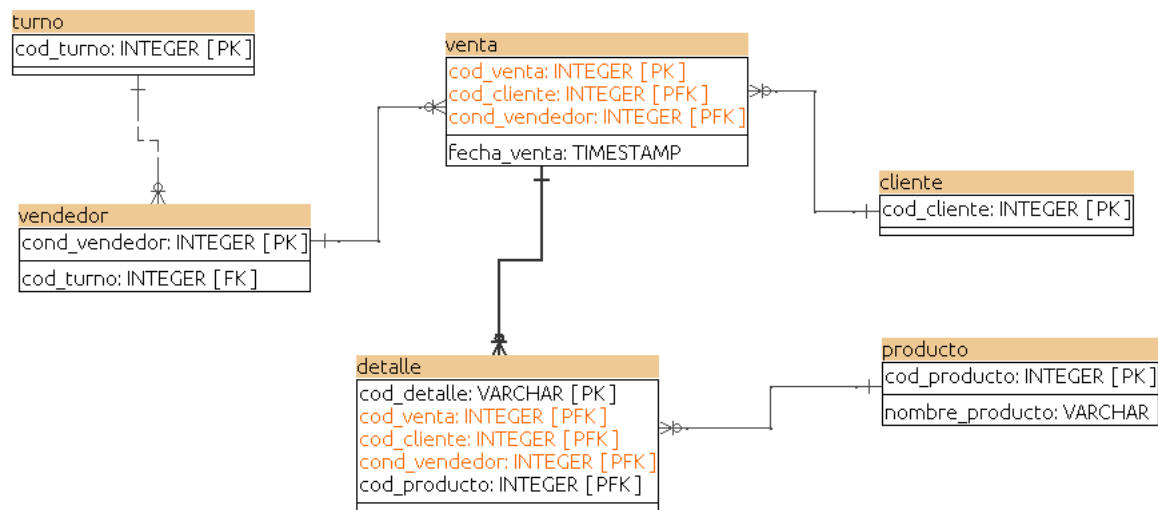 turno
cod_turno: INTEGER [PK]
venta
cod_venta: INTEGER [PK]
cod_cliente: INTEGER [PFK]
cond_vendedor: INTEGER [PFK]
fecha_venta: TIMESTAMP
cliente
cod_cliente: INTEGER [PK]
vendedor
cond_vendedor: INTEGER [PK]
cod_turno: INTEGER [FK]
producto
cod_producto: INTEGER [PK]
nombre_producto: VARCHAR
detalle
cod_detalle: VARCHAR [PK]
cod_venta: INTEGER [PFK]
cod_cliente: INTEGER [PFK]
cond_vendedor: INTEGER [PFK]
cod_producto: INTEGER [PFK]